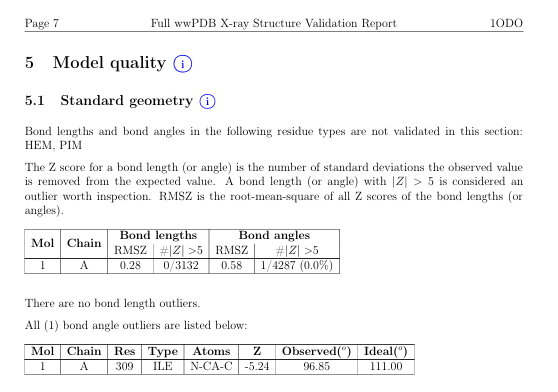 Page 7 Full wwPDB X-ray Structure Validation Report 1ODO
5 Model quality i
5.1 Standard geometry i
Bond lengths and bond angles in the following residue types are not validated in this section:
HEM, PIM
The Z score for a bond length (or angle) is the number of standard deviations the observed value
is removed from the expected value. A bond length (or angle) with |Z| > 5 is considered an
outlier worth inspection. RMSZ is the root-mean-square of all Z scores of the bond lengths (or
angles).
Mol Chain Bond lengths Bond angles
RMSZ #|Z| >5 RMSZ #|Z| >5
1 A 0.28 0/3132 0.58 1/4287 (0.0%)
There are no bond length outliers.
All (1) bond angle outliers are listed below:
Mol Chain Res Type Atoms Z Observed(°) Ideal(°)
1 A 309 ILE N-CA-C -5.24 96.85 111.00